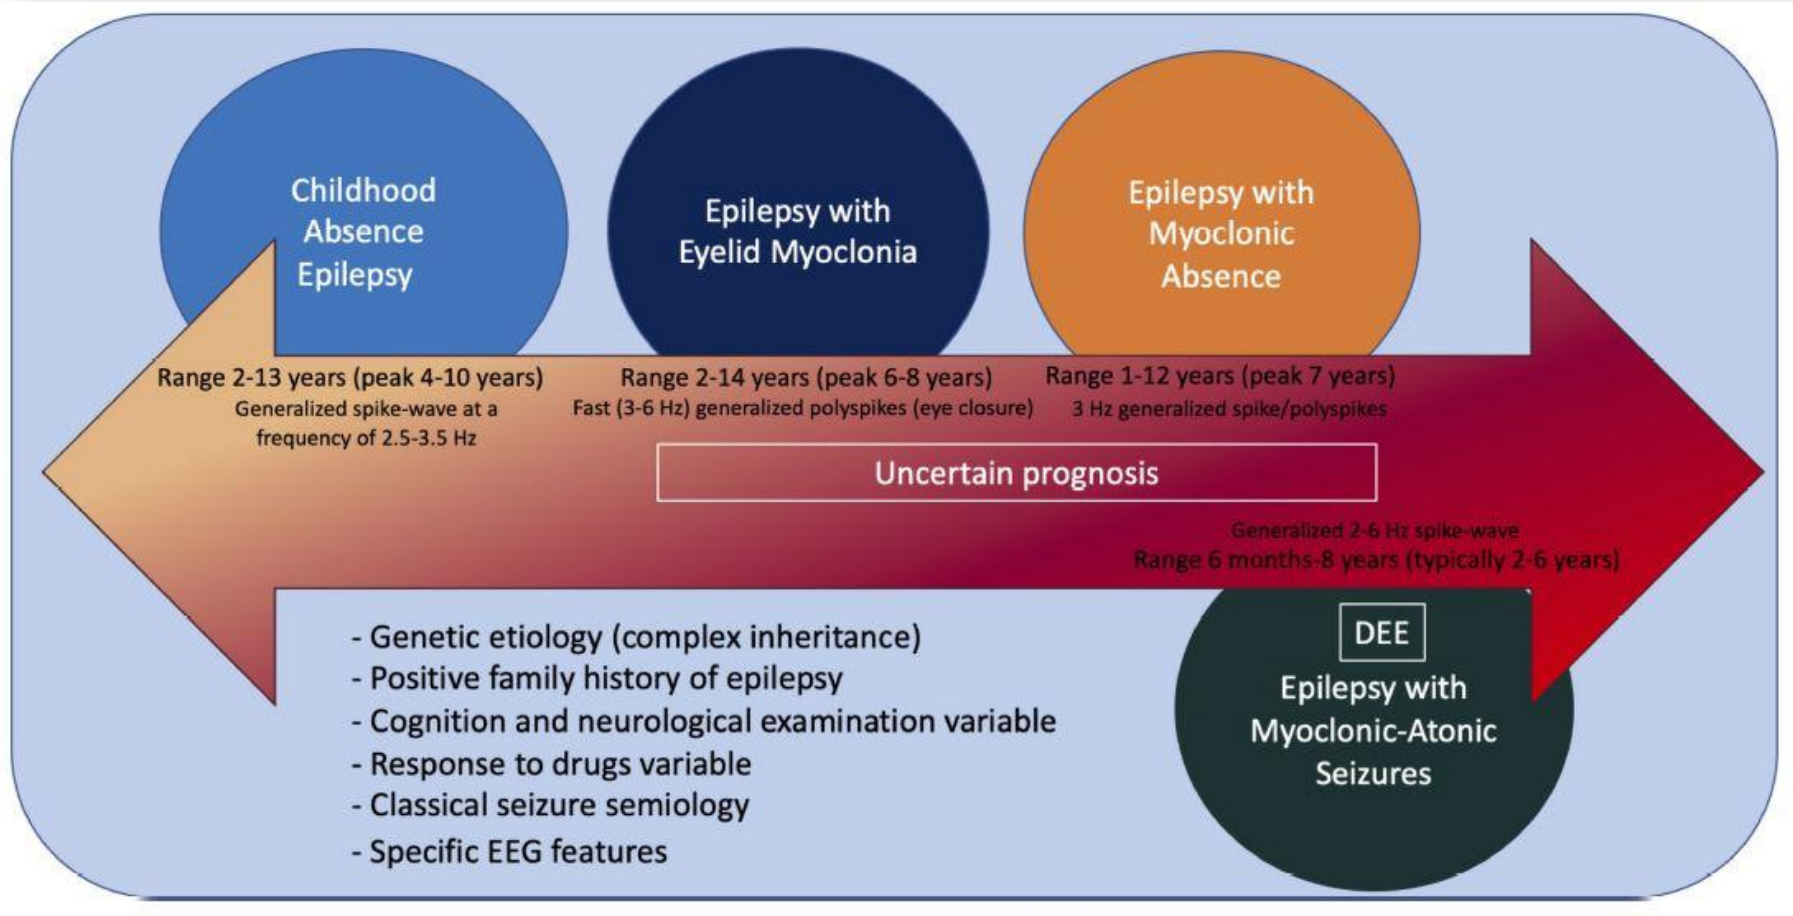 Childhood
Absence
Epilepsy
Epilepsy with
Eyelid Myoclonia
Epilepsy with
Myoclonic
Absence
Range 2-13 years (peak 4-10 years)
Generalized spike-wave at a
frequency of 2.5-3.5 Hz
Range 2-14 years (peak 6-8 years)
Fast (3-6 Hz) generalized polyspikes (eye closure)
Range 1-12 years (peak 7 years)
3 Hz generalized spike/polyspikes
Uncertain prognosis
Generalized 2-6 Hz spike-wave
Range 6 months-8 years (typically 2-6 years)
- Genetic etiology (complex inheritance)
- Positive family history of epilepsy
- Cognition and neurological examination variable
- Response to drugs variable
- Classical seizure semiology
- Specific EEG features
DEE
Epilepsy with
Myoclonic-Atonic
Seizures